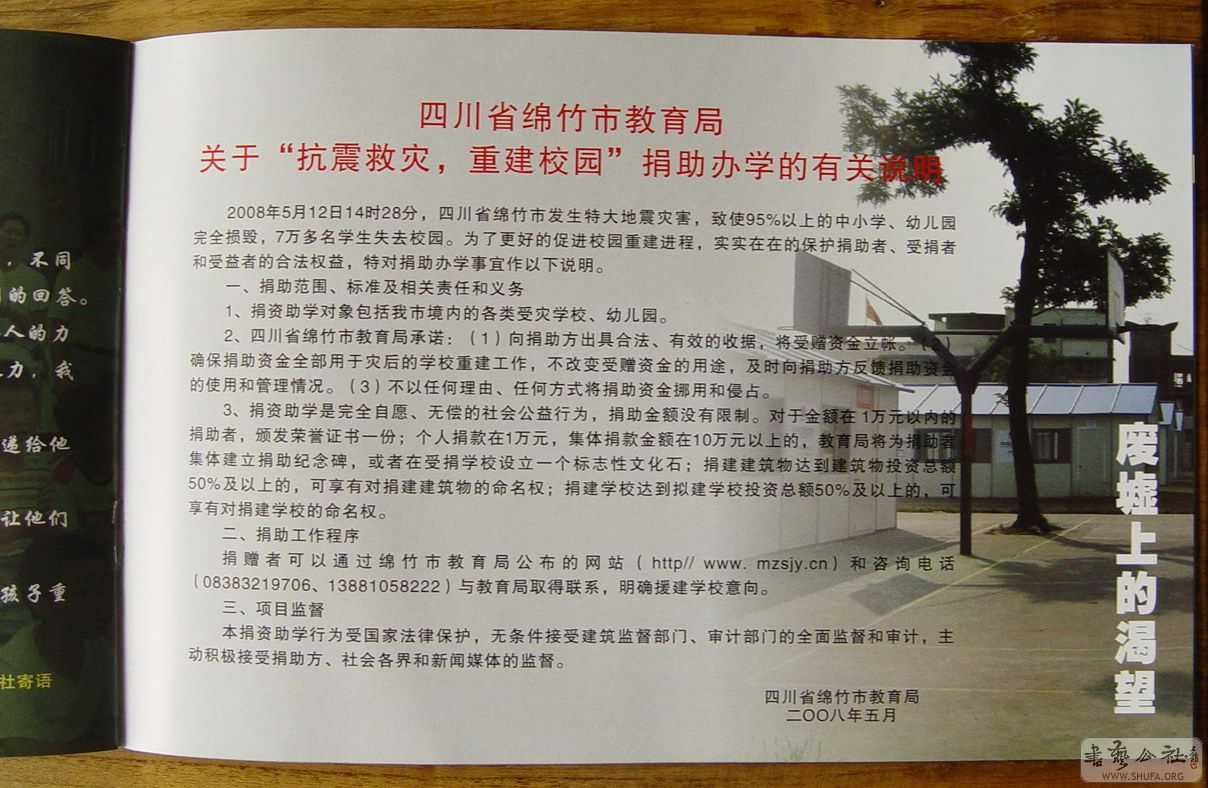 ，不同
的回答。
人的力
力，我
递给他
让他们
孩子重
社寄语
四川省绵竹市教育局
关于“抗震救灾，重建校园”捐助办学的有关说明
2008年5月12日14时28分，四川省绵竹市发生特大地震灾害，致使95%以上的中小学、幼儿园
完全损毁，7万多名学生失去校园。为了更好的促进校园重建进程，实实在在的保护捐助者、受捐者
和受益者的合法权益，特对捐助办学事宜作以下说明。
一、捐助范围、标准及相关责任和义务
1、捐资助学对象包括我市境内的各类受灾学校、幼儿园。
2、四川省绵竹市教育局承诺：（1）向捐助方出具合法、有效的收据，将受赠资金立帐。（2）
确保捐助资金全部用于灾后的学校重建工作，不改变受赠资金的用途，及时向捐助方反馈捐助资金
的使用和管理情况。（3）不以任何理由、任何方式将捐助资金挪用和侵占。
3、捐资助学是完全自愿、无偿的社会公益行为，捐助金额没有限制。对于金额在1万元以内的
捐助者，颁发荣誉证书一份；个人捐款在1万元，集体捐款金额在10万元以上的，教育局将为捐助者
集体建立捐助纪念碑，或者在受捐学校设立一个标志性文化石；捐建建筑物达到建筑物投资总额
50%及以上的，可享有对捐建建筑物的命名权；捐建学校达到拟建学校投资总额50%及以上的，可
享有对捐建学校的命名权。
二、捐助工作程序
捐赠者可以通过绵竹市教育局公布的网站（http// www. mzsjy.cn）和咨询电话
（08383219706、13881058222）与教育局取得联系，明确援建学校意向。
三、项目监督
本捐资助学行为受国家法律保护，无条件接受建筑监督部门、审计部门的全面监督和审计，主
动积极接受捐助方、社会各界和新闻媒体的监督。
四川省绵竹市教育局
二〇〇八年五月
废墟上的渴望
書藝公社
WWW.SHUFA.ORG